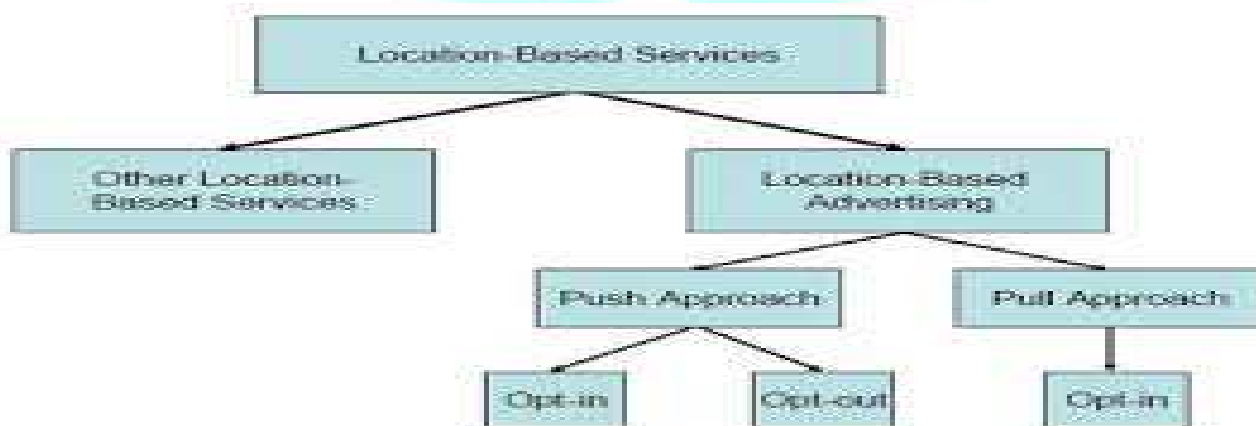 Location-Based Services
Other Location-
Based Services
Location-Based
Advertising
Push Approach
Pull Approach
Opt-in
Opt-out
Opt-in